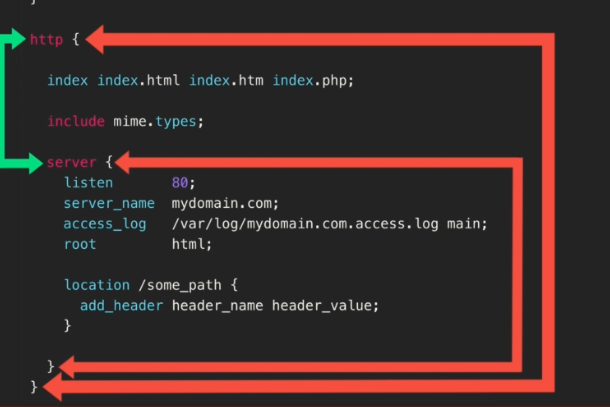 }
http {
index index.html index.htm index.php;
include mime.types;
server {
listen 80;
server_name mydomain.com;
access_log /var/log/mydomain.com.access.log main;
root html;
location /some_path {
add_header header_name header_value;
}
}
}